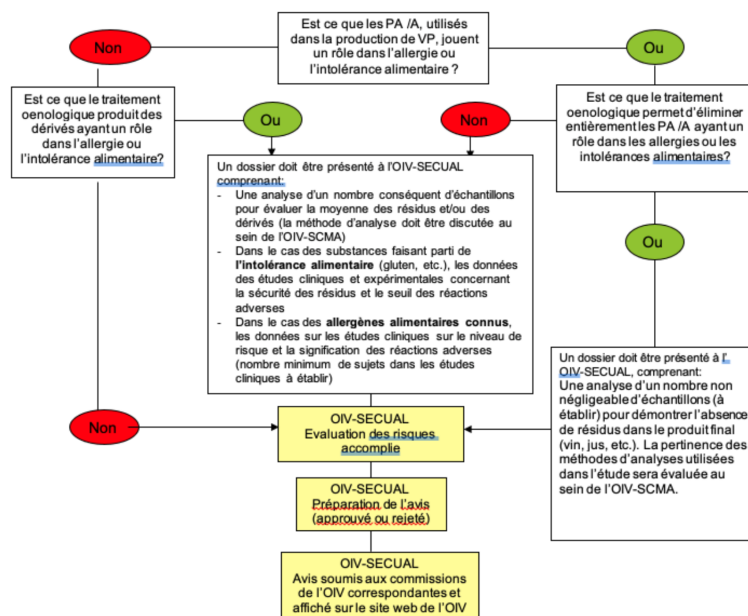 Est ce que les PA /A, utilisés
dans la production de VP, jouent
un rôle dans l'allergie ou
l'intolérance alimentaire ?
Non
Ou
Est ce que le traitement
oenologique produit des
dérivés ayant un rôle
dans l'allergie ou
l'intolérance alimentaire?
Ou
Non
Est ce que le traitement
oenologique permet d'éliminer
entièrement les PA /A ayant un
rôle dans les allergies ou les
intolérances alimentaires?
Un dossier doit être présenté à l'OIV-SECUAL
comprenant:
- Une analyse d'un nombre conséquent d'échantillons
pour évaluer la moyenne des résidus et/ou des
dérivés (la méthode d'analyse doit être discutée au
sein de l'OIV-SCMA)
- Dans le cas des substances faisant parti de
l'intolérance alimentaire (gluten, etc.), les données
des études cliniques et expérimentales concernant
la sécurité des résidus et le seuil des réactions
adverses
- Dans le cas des allergènes alimentaires connus,
les données sur les études cliniques sur le niveau de
risque et la signification des réactions adverses
(nombre minimum de sujets dans les études
cliniques à établir)
Ou
Un dossier doit être présenté à l'
OIV-SECUAL, comprenant:
Une analyse d'un nombre non
négligeable d'échantillons (à
établir) pour démontrer l'absence
de résidus dans le produit final
(vin, jus, etc.). La pertinence des
méthodes d'analyses utilisées
dans l'étude sera évaluée au
sein de l'OIV-SCMA.
Non
OIV-SECUAL
Evaluation des risques
accomplie
OIV-SECUAL
Préparation de l'avis
(approuvé ou rejeté)
OIV-SECUAL
Avis soumis aux commissions
de l'OIV correspondantes et
affiché sur le site web de l'OIV